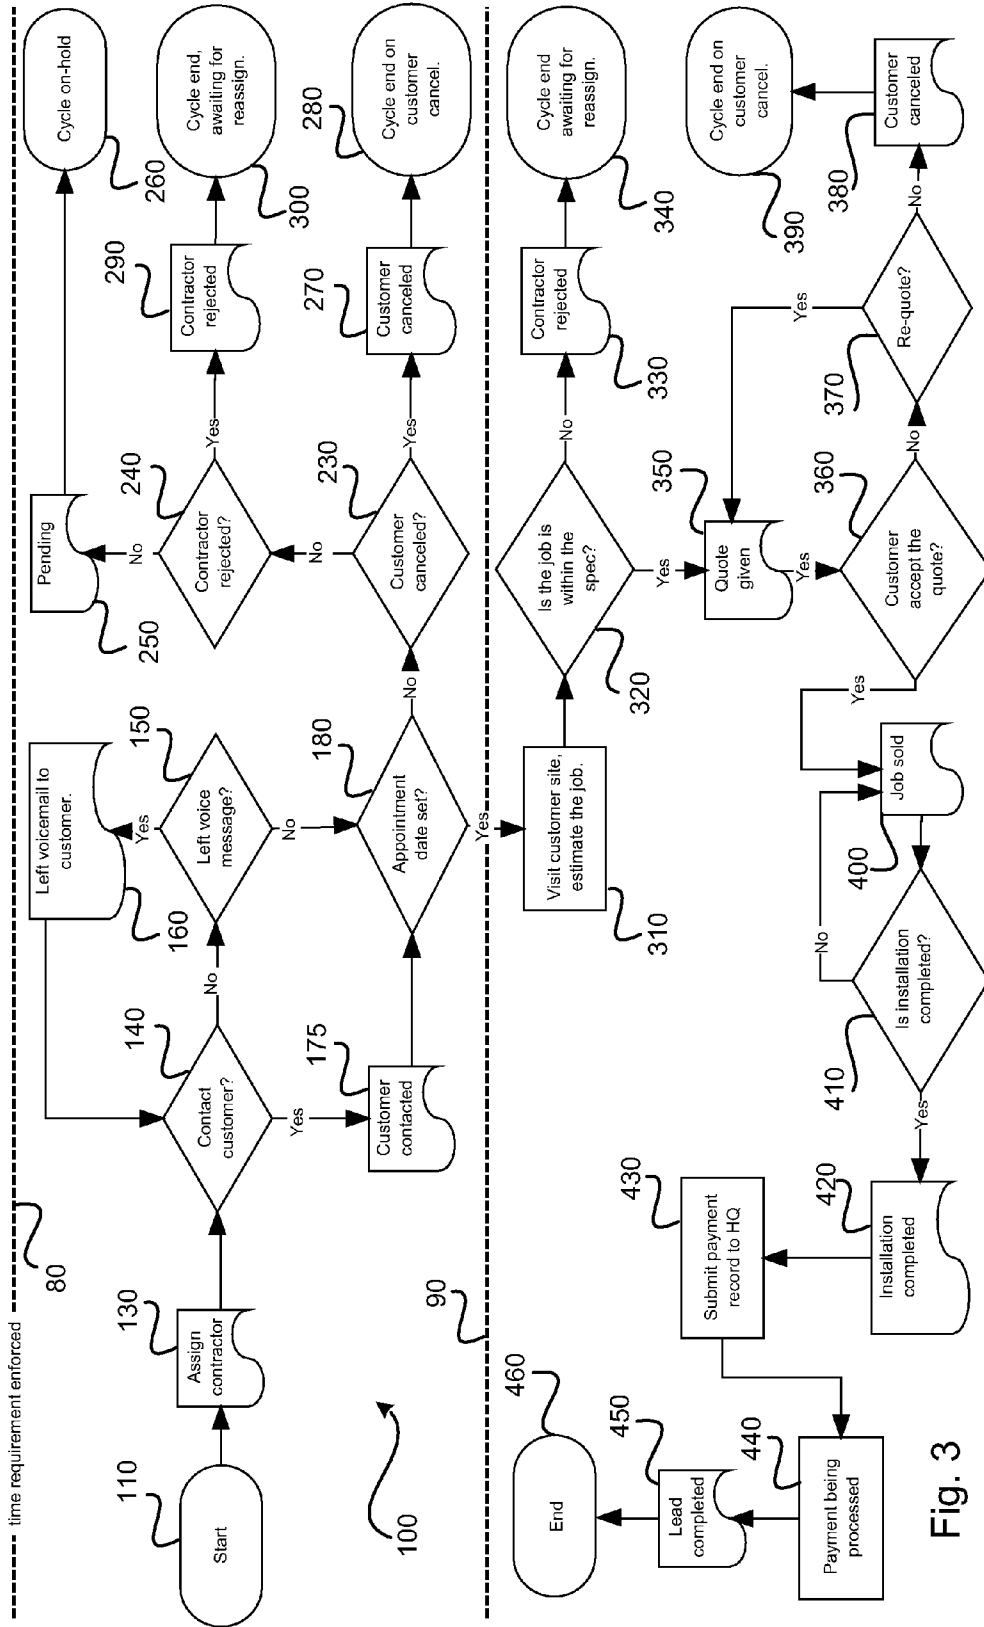 time requirement enforced
80
110
Start
130
Assign
contractor
140
Contact
customer?
No
Yes
150
Left voice
message?
Yes
No
160
Left voicemail to
customer.
175
Customer
contacted
180
Appointment
date set?
No
Yes
230
Customer
canceled?
No
Yes
240
Contractor
rejected?
No
Yes
250
Pending
260
Cycle on-hold
290
Contractor
rejected
300
Cycle end,
awaiting for
reassign.
270
Customer
canceled
280
Cycle end on
customer
cancel.
100
90
310
Visit customer site,
estimate the job.
320
Is the job is
within the
spec?
No
Yes
330
Contractor
rejected
340
Cycle end
awaiting for
reassign.
350
Quote
given
Yes
360
Customer
accept the
quote?
No
Yes
370
Re-quote?
Yes
No
380
Customer
canceled
390
Cycle end on
customer
cancel.
400
Job sold
410
Is installation
completed?
No
Yes
420
Installation
completed
430
Submit payment
record to HQ
440
Payment being
processed
450
Lead
completed
460
End
Fig. 3